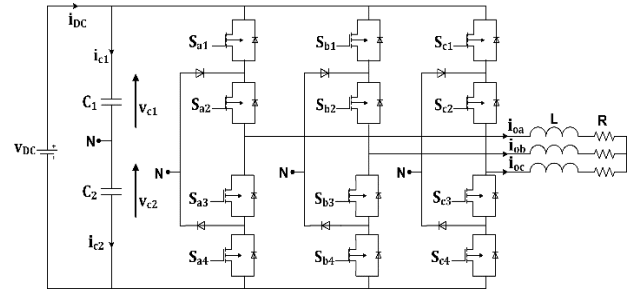 i_DC
S_a1
S_b1
S_c1
i_c1
C_1
v_c1
S_a2
S_b2
S_c2
i_oa
L
R
N
v_DC
+
-
N
N
N
i_ob
i_oc
C_2
v_c2
S_a3
S_b3
S_c3
i_c2
S_a4
S_b4
S_c4